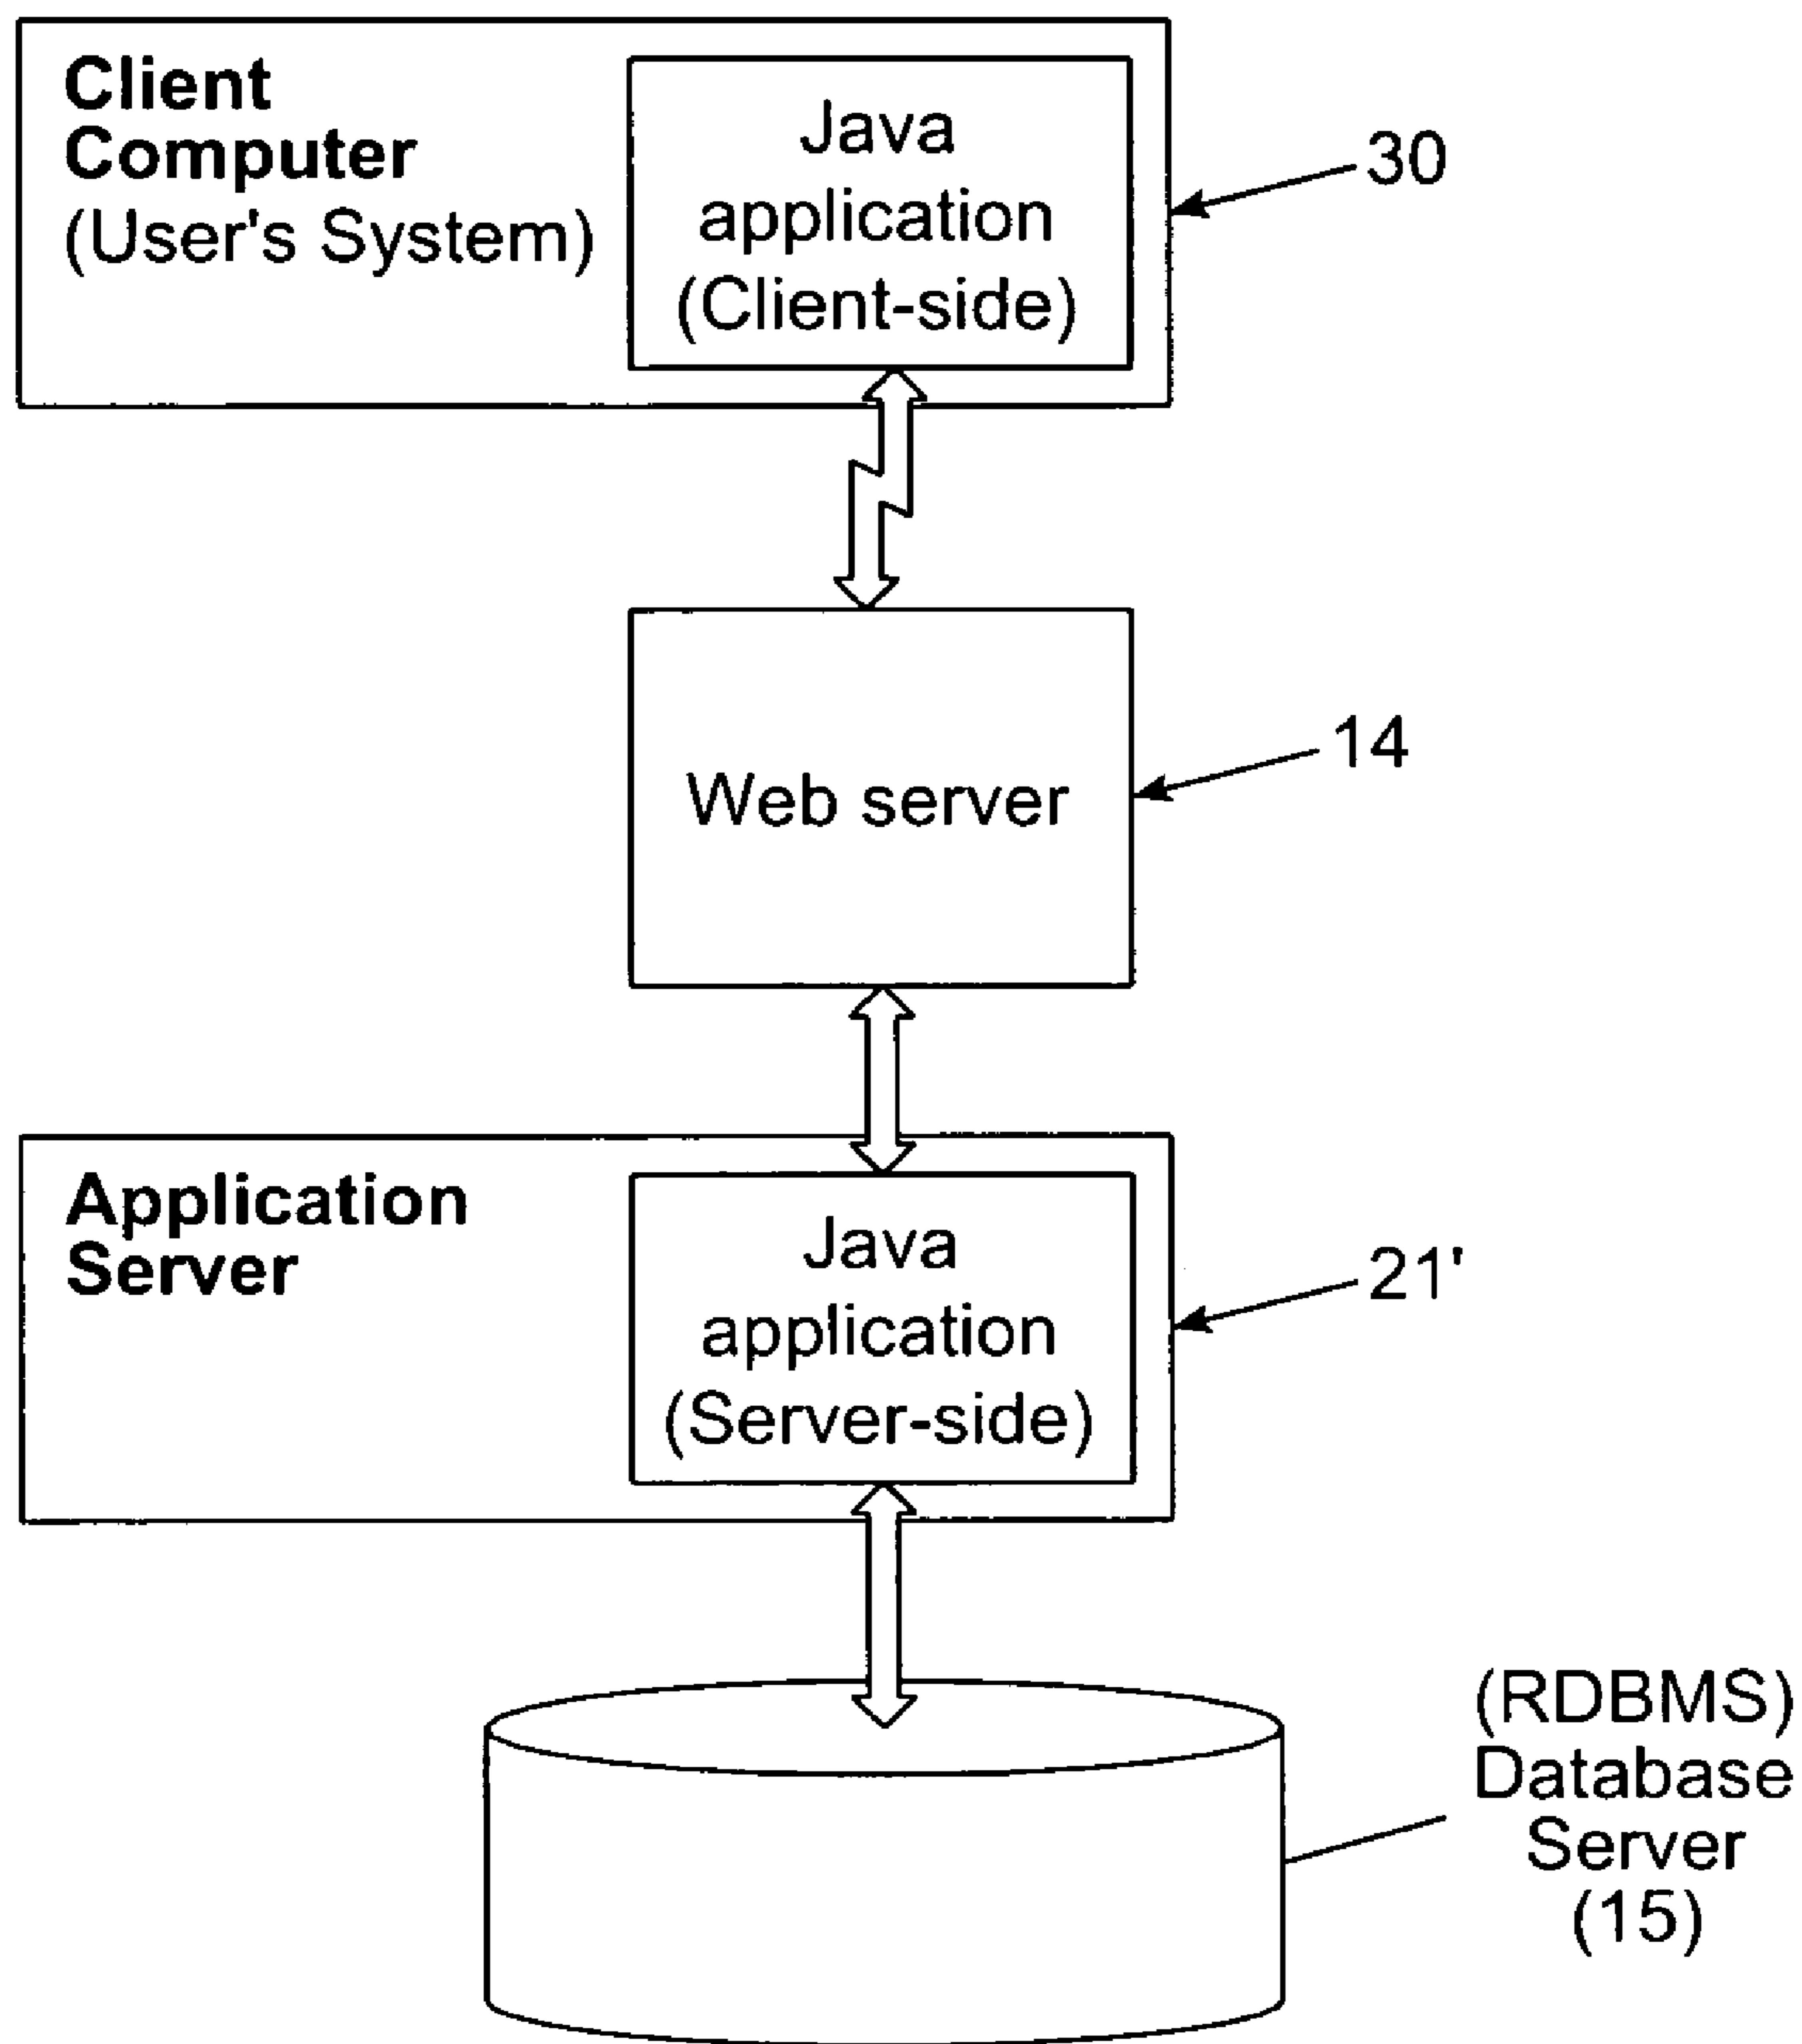 Client
Computer
(User's System)
Java
application
(Client-side)
30
Web server
14
Application
Server
Java
application
(Server-side)
21'
(RDBMS)
Database
Server
(15)